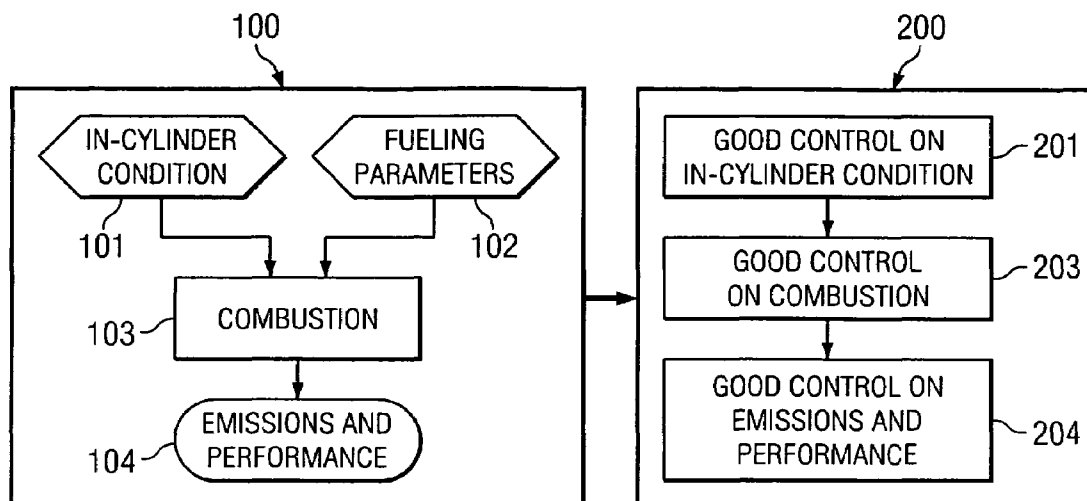 100
200
IN-CYLINDER
CONDITION
FUELING
PARAMETERS
101
102
COMBUSTION
103
EMISSIONS AND
PERFORMANCE
104
GOOD CONTROL ON
IN-CYLINDER CONDITION
201
GOOD CONTROL
ON COMBUSTION
203
GOOD CONTROL ON
EMISSIONS AND
PERFORMANCE
204